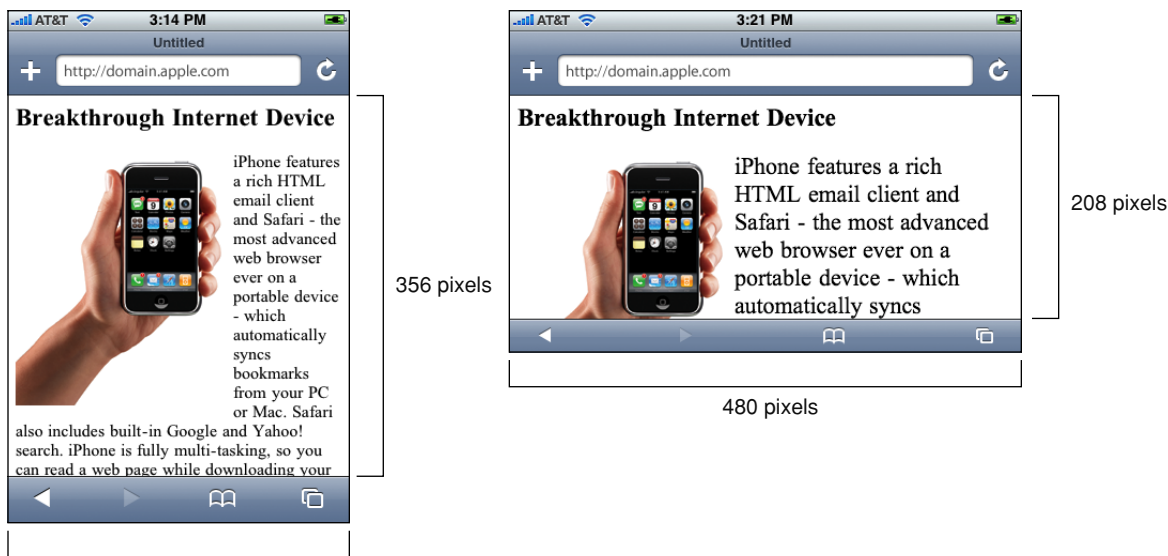 AT&T 3:14 PM
Untitled
http://domain.apple.com
Breakthrough Internet Device
iPhone features
a rich HTML
email client
and Safari - the
most advanced
web browser
ever on a
portable device
- which
automatically
syncs
bookmarks
from your PC
or Mac. Safari
also includes built-in Google and Yahoo!
search. iPhone is fully multi-tasking, so you
can read a web page while downloading your
356 pixels
AT&T 3:21 PM
Untitled
http://domain.apple.com
Breakthrough Internet Device
iPhone features a rich
HTML email client and
Safari - the most advanced
web browser ever on a
portable device - which
automatically syncs
208 pixels
480 pixels